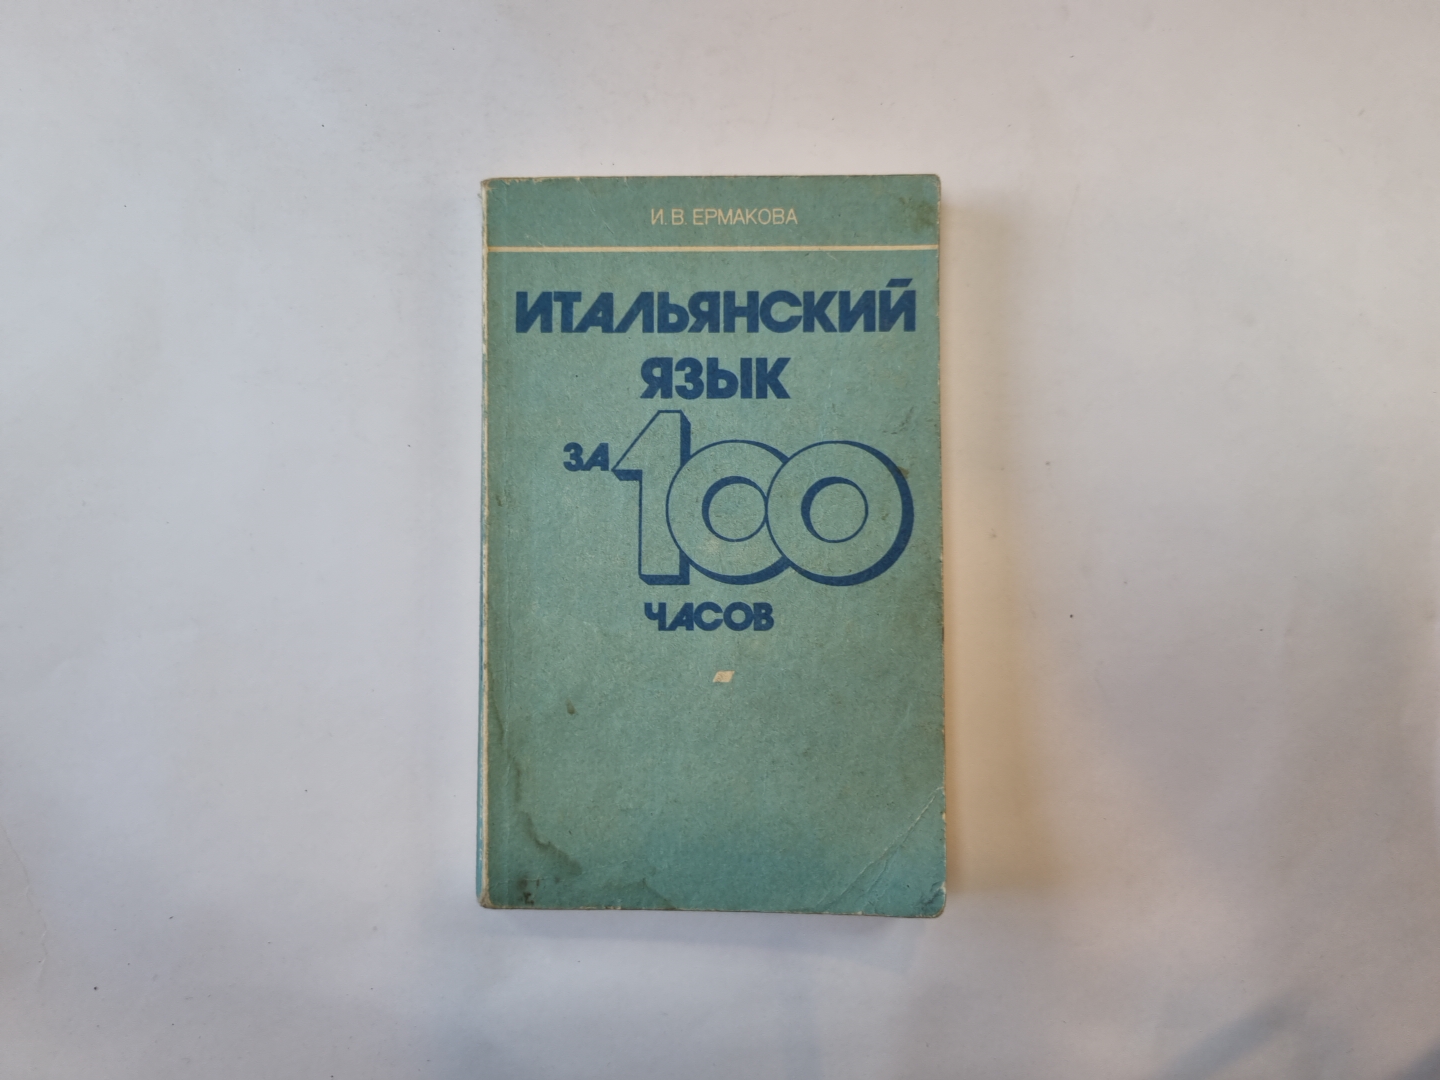 И. В. ЕРМАКОВА
ИТАЛЬЯНСКИЙ
ЯЗЫК
ЗА 100
ЧАСОВ